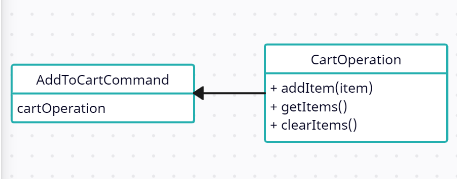 AddToCartCommand
cartOperation
CartOperation
+ addItem(item)
+ getItems()
+ clearItems()